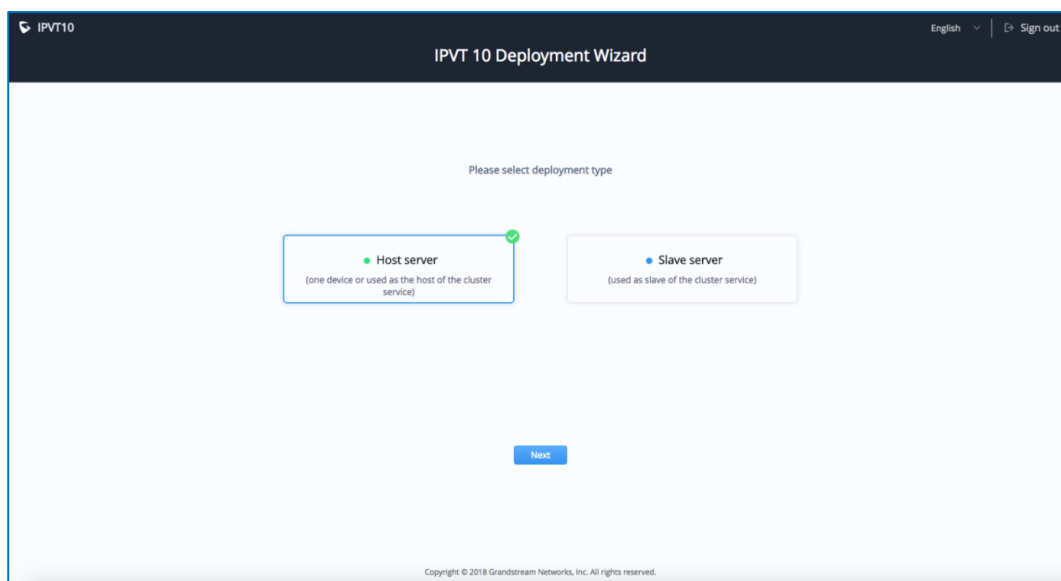 IPVT10
English
Sign out
IPVT 10 Deployment Wizard
Please select deployment type
Host server
(one device or used as the host of the cluster
service)
Slave server
(used as slave of the cluster service)
Next
Copyright © 2018 Grandstream Networks, Inc. All rights reserved.